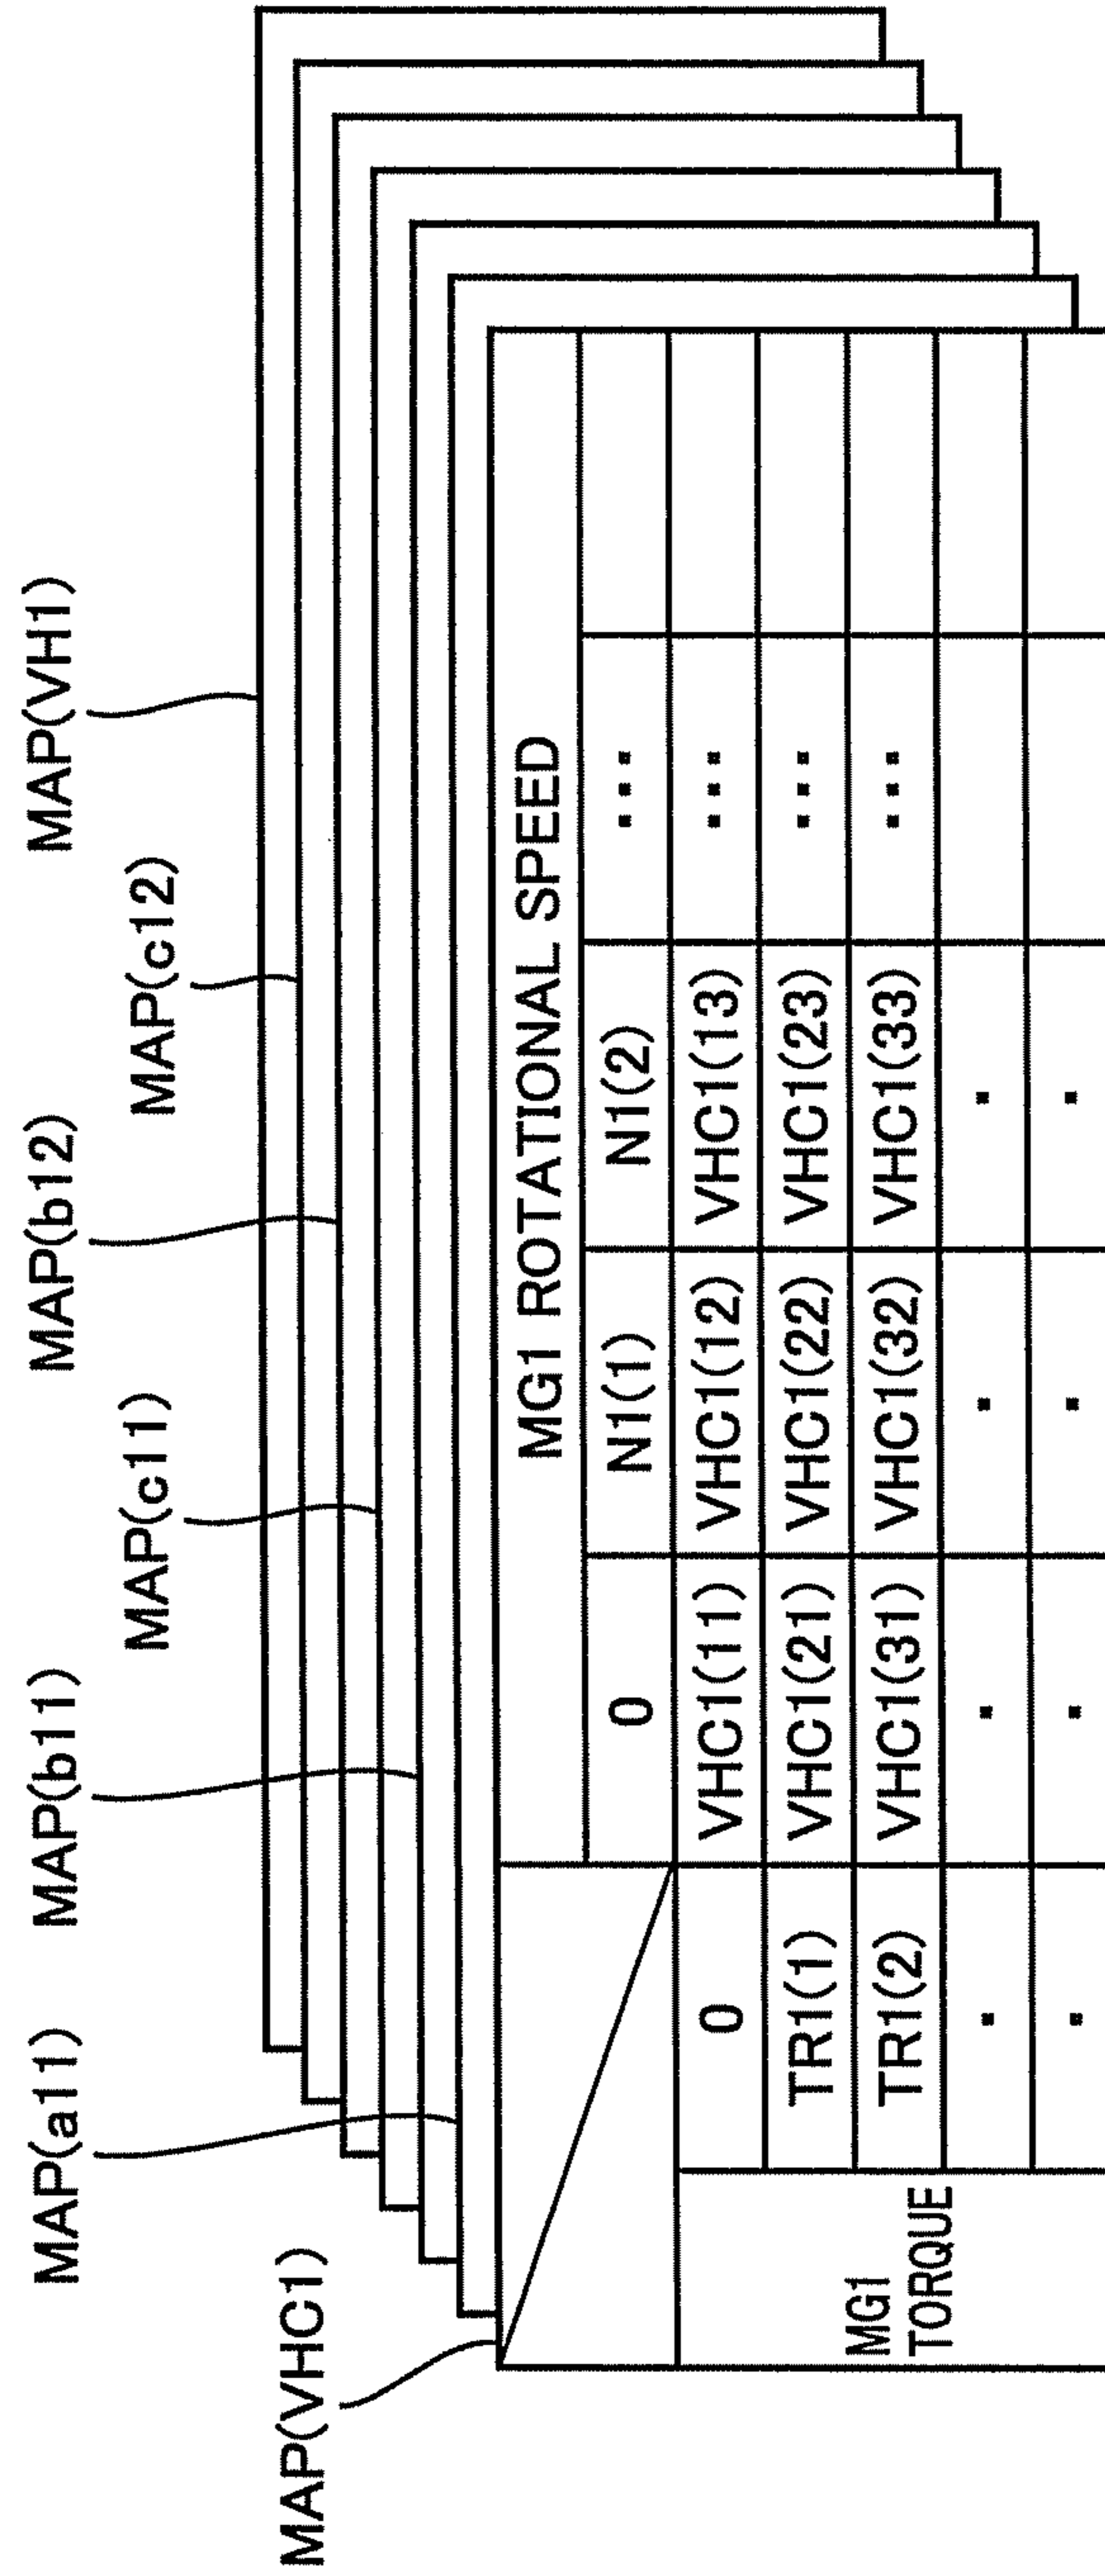 MAP(VHC1)
MAP(a11)
MAP(b11)
MAP(c11)
MAP(b12)
MAP(c12)
MAP(VH1)
MG1 ROTATIONAL SPEED
0 N1(1) N1(2) ...
MG1
TORQUE
0 VHC1(11) VHC1(12) VHC1(13) ...
TR1(1) VHC1(21) VHC1(22) VHC1(23) ...
TR1(2) VHC1(31) VHC1(32) VHC1(33) ...
. . . .
. . . .